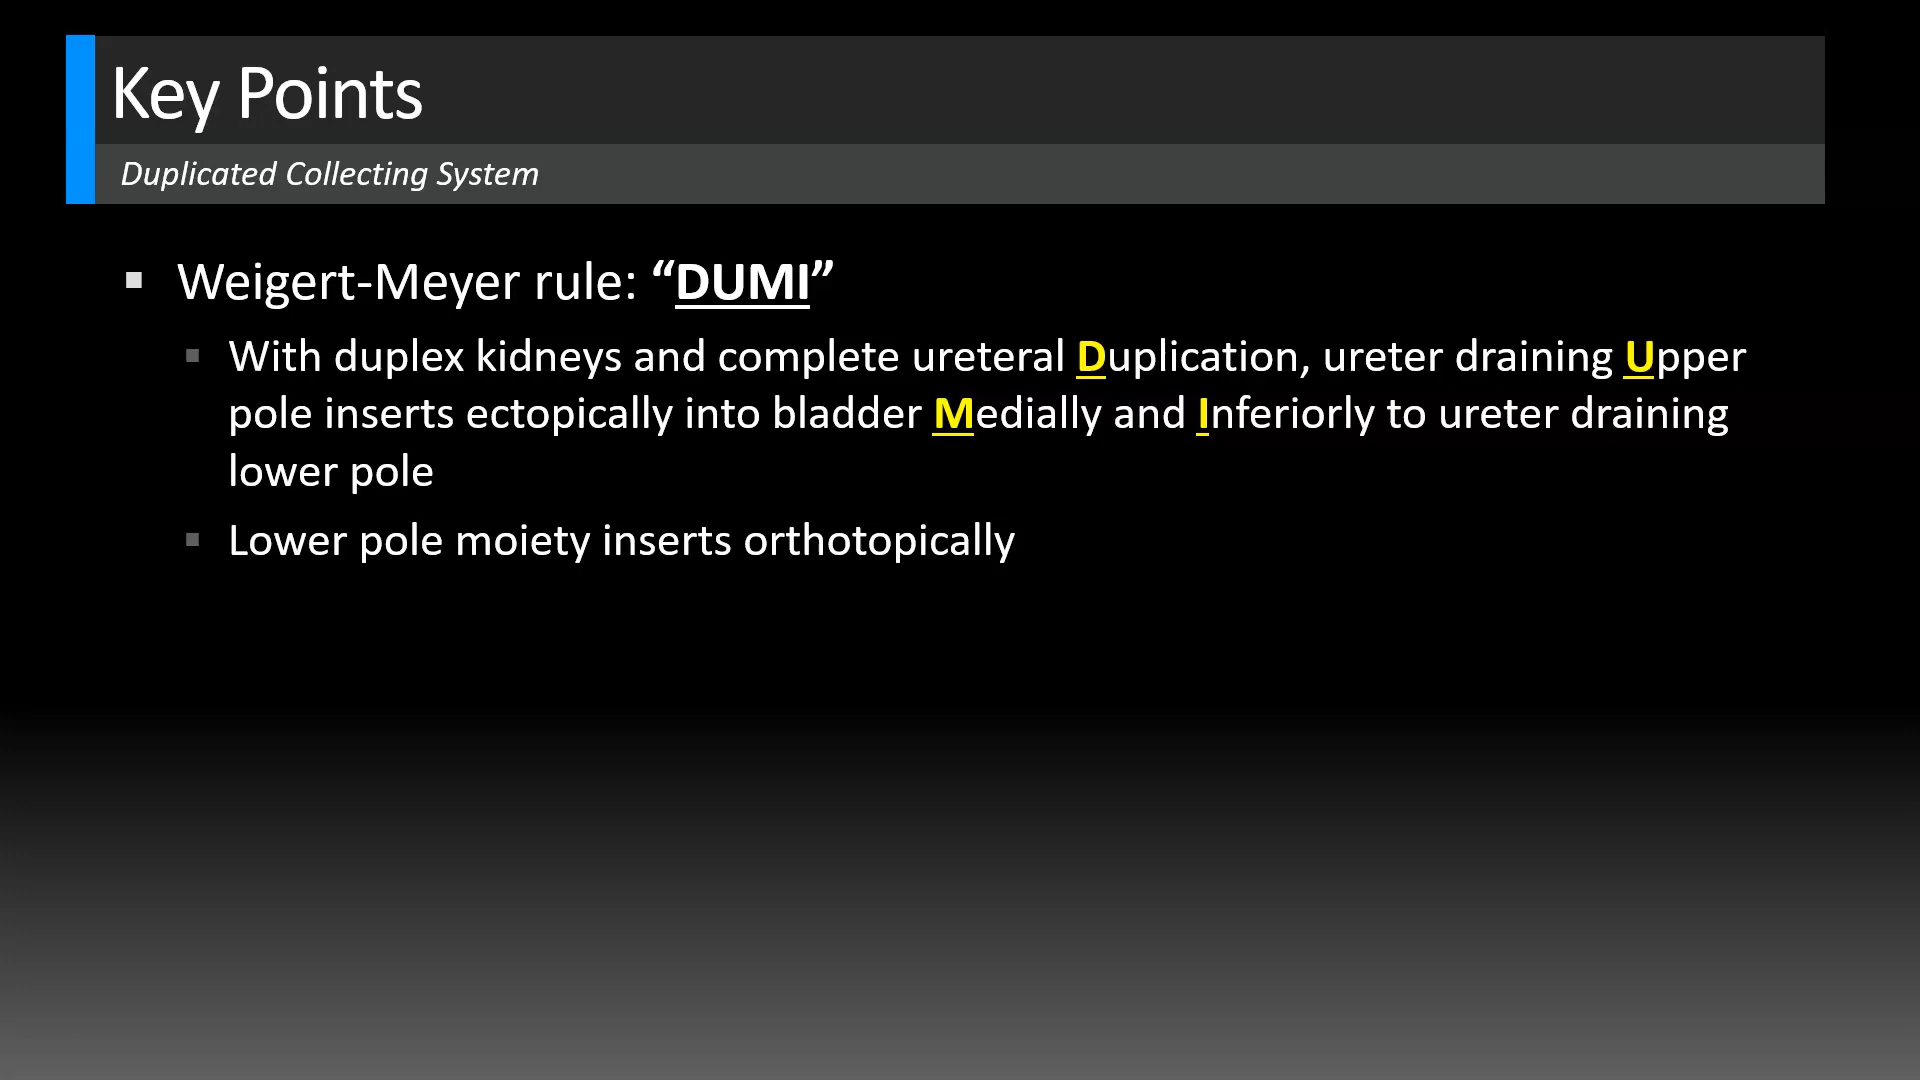 Key Points
Duplicated Collecting System
▪ Weigert-Meyer rule: “DUMI”
▪ With duplex kidneys and complete ureteral Duplication, ureter draining Upper
pole inserts ectopically into bladder Medially and Inferiorly to ureter draining
lower pole
▪ Lower pole moiety inserts orthotopically